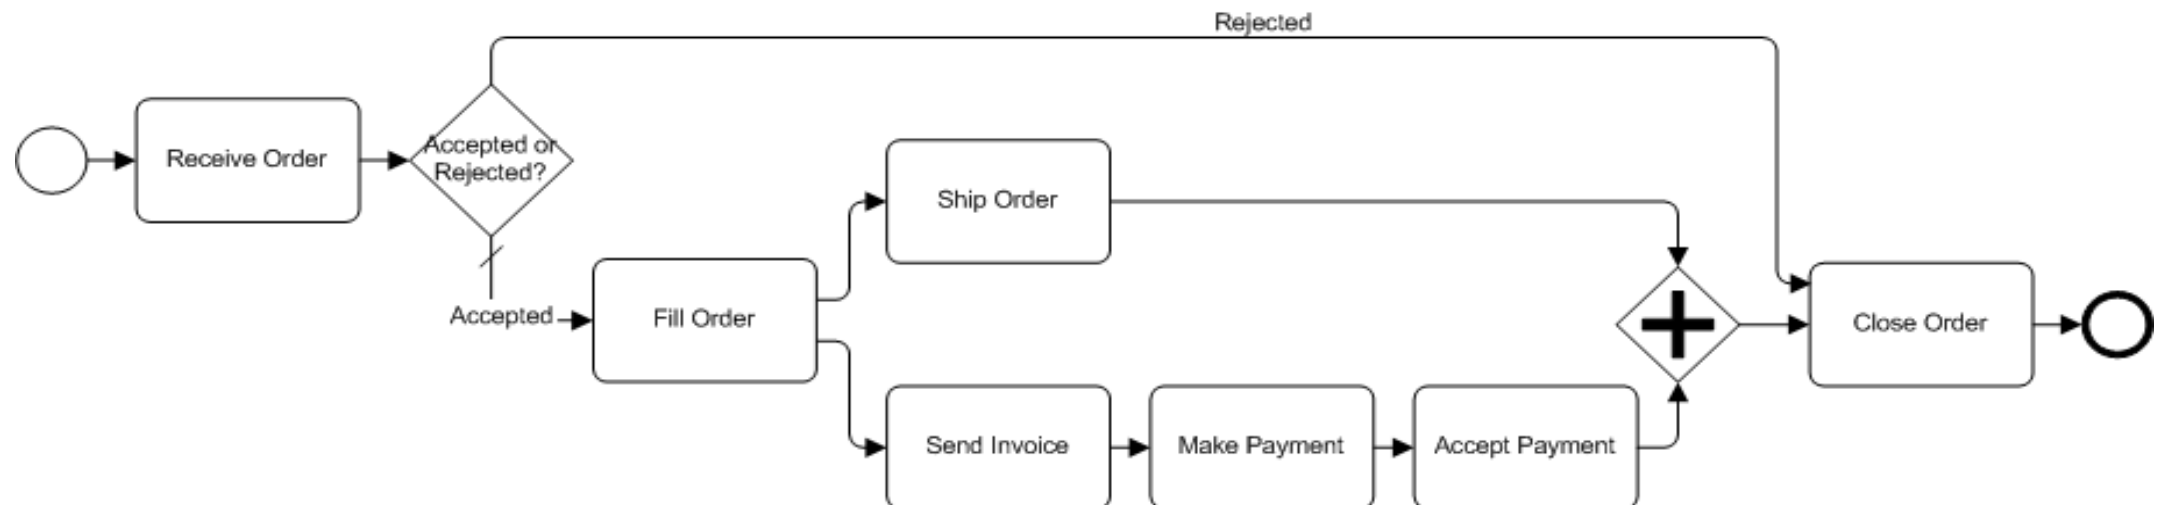 Rejected
Receive Order
Accepted or
Rejected?
Ship Order
Accepted
Fill Order
Close Order
Send Invoice
Make Payment
Accept Payment